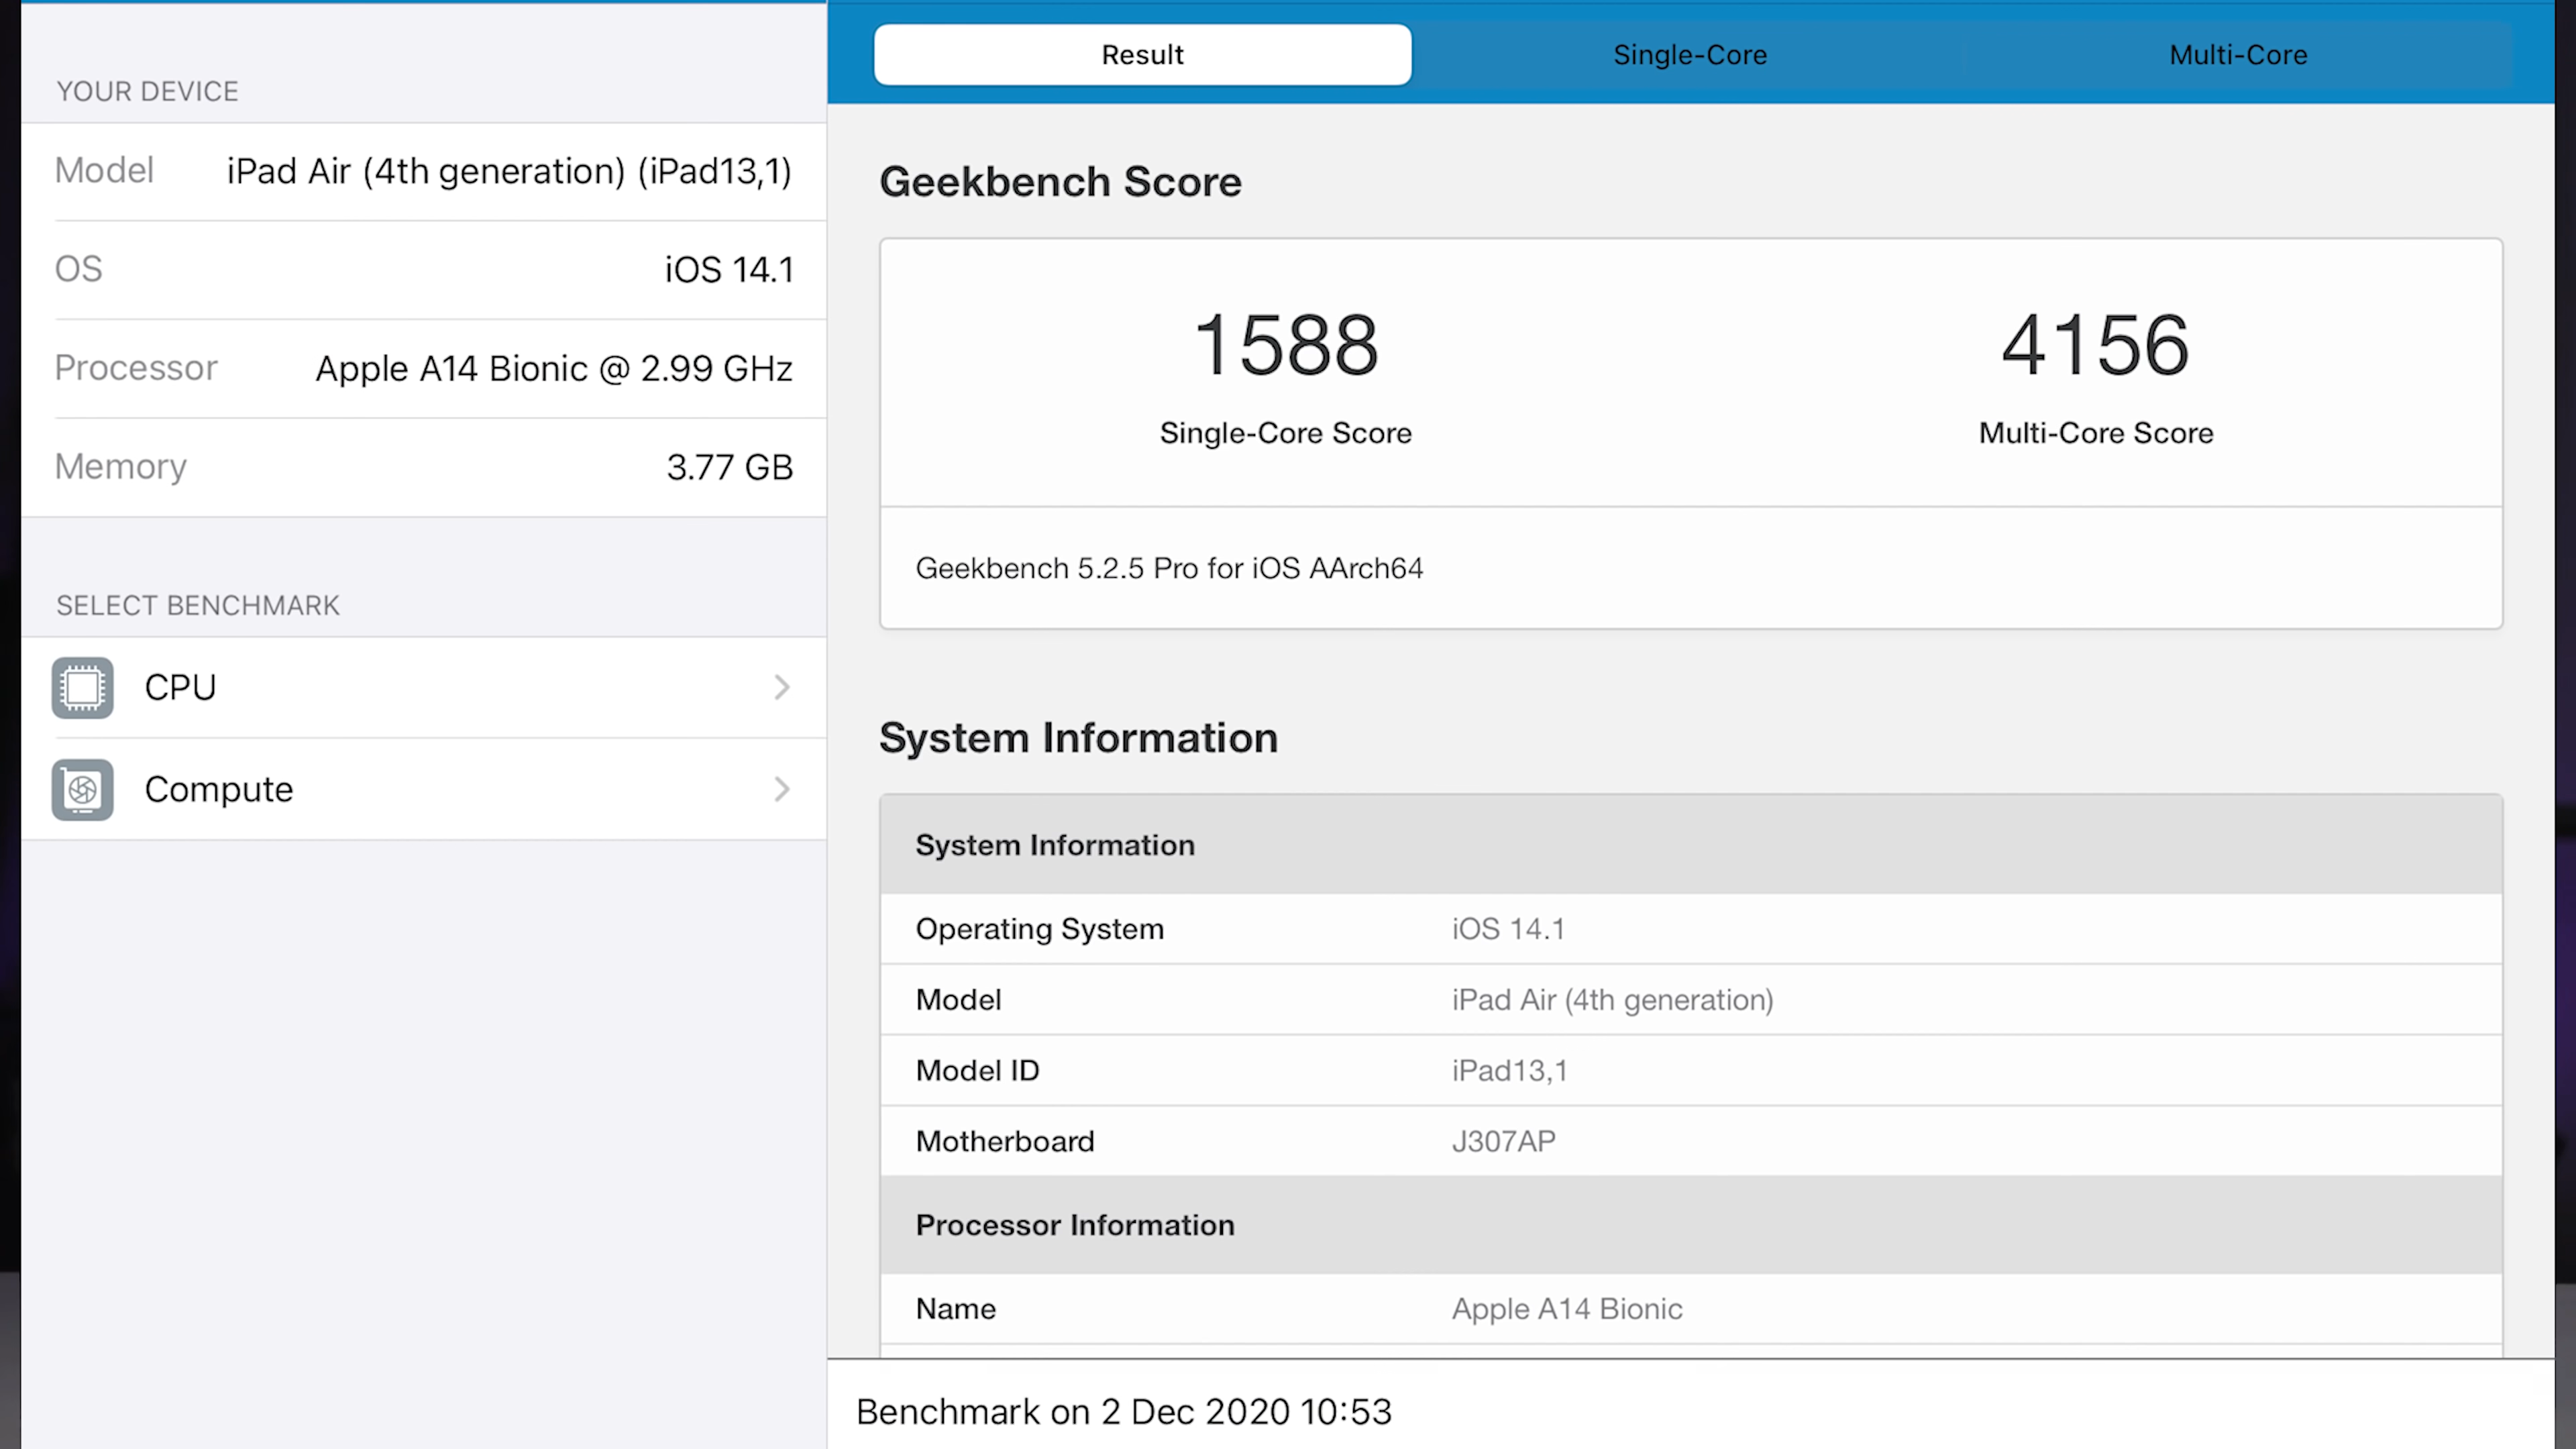 YOUR DEVICE
Model iPad Air (4th generation) (iPad13,1)
OS iOS 14.1
Processor Apple A14 Bionic @ 2.99 GHz
Memory 3.77 GB
SELECT BENCHMARK
CPU
Compute
Result Single-Core Multi-Core
Geekbench Score
1588 4156
Single-Core Score Multi-Core Score
Geekbench 5.2.5 Pro for iOS AArch64
System Information
System Information
Operating System iOS 14.1
Model iPad Air (4th generation)
Model ID iPad13,1
Motherboard J307AP
Processor Information
Name Apple A14 Bionic
Benchmark on 2 Dec 2020 10:53